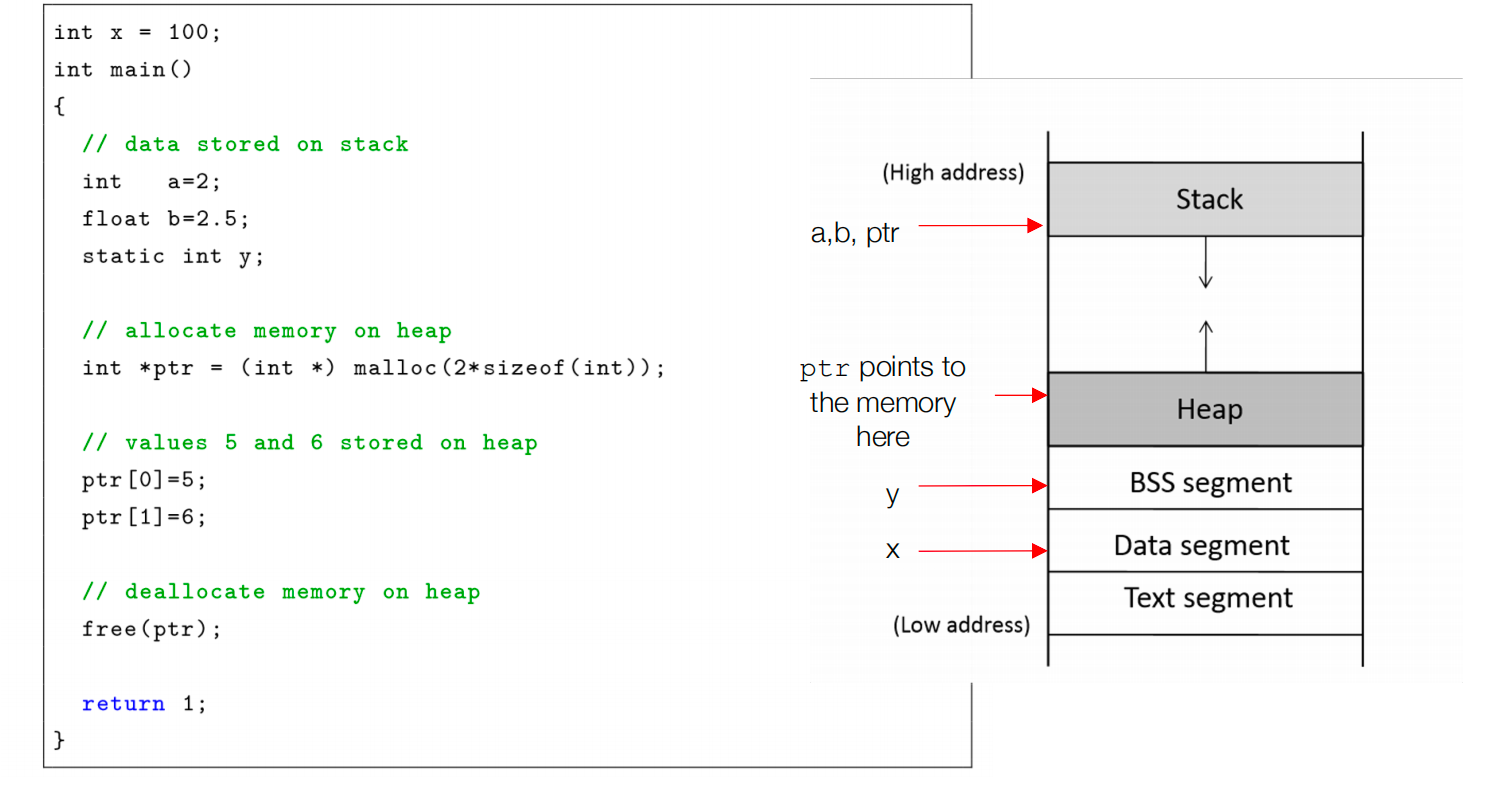 int x = 100;
int main()
{
// data stored on stack
int a=2;
float b=2.5;
static int y;
// allocate memory on heap
int *ptr = (int *) malloc(2*sizeof(int));
// values 5 and 6 stored on heap
ptr[0]=5;
ptr[1]=6;
// deallocate memory on heap
free(ptr);
return 1;
}
(High address)
Stack
a,b, ptr
ptr points to
the memory
here
Heap
y
BSS segment
x
Data segment
Text segment
(Low address)